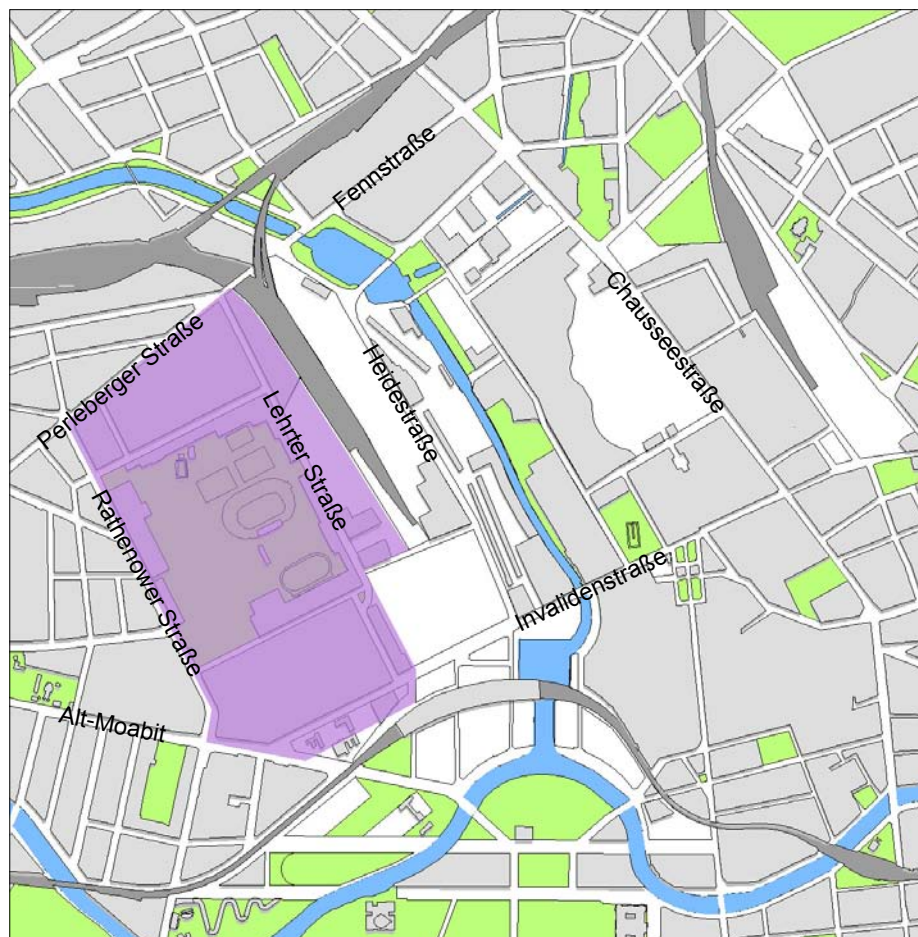 Fennstraße
Chausseestraße
Perleberger Straße
Heidestraße
Lehrter Straße
Rathenower Straße
Invalidenstraße
Alt-Moabit